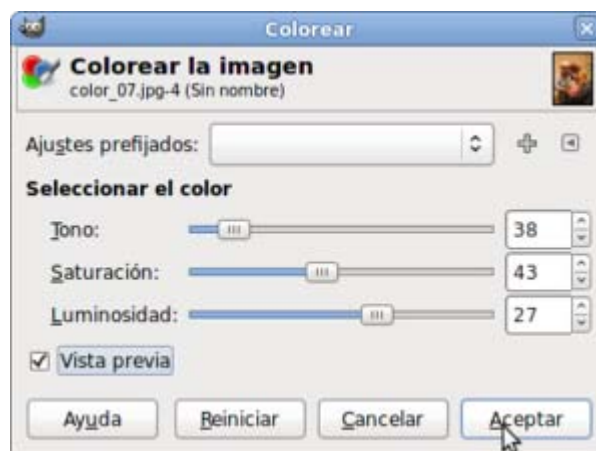 Colorear
Colorear la imagen
color_07.jpg-4 (Sin nombre)
Ajustes prefijados:
Seleccionar el color
Tono: 38
Saturación: 43
Luminosidad: 27
Vista previa
Ayuda Reiniciar Cancelar Aceptar